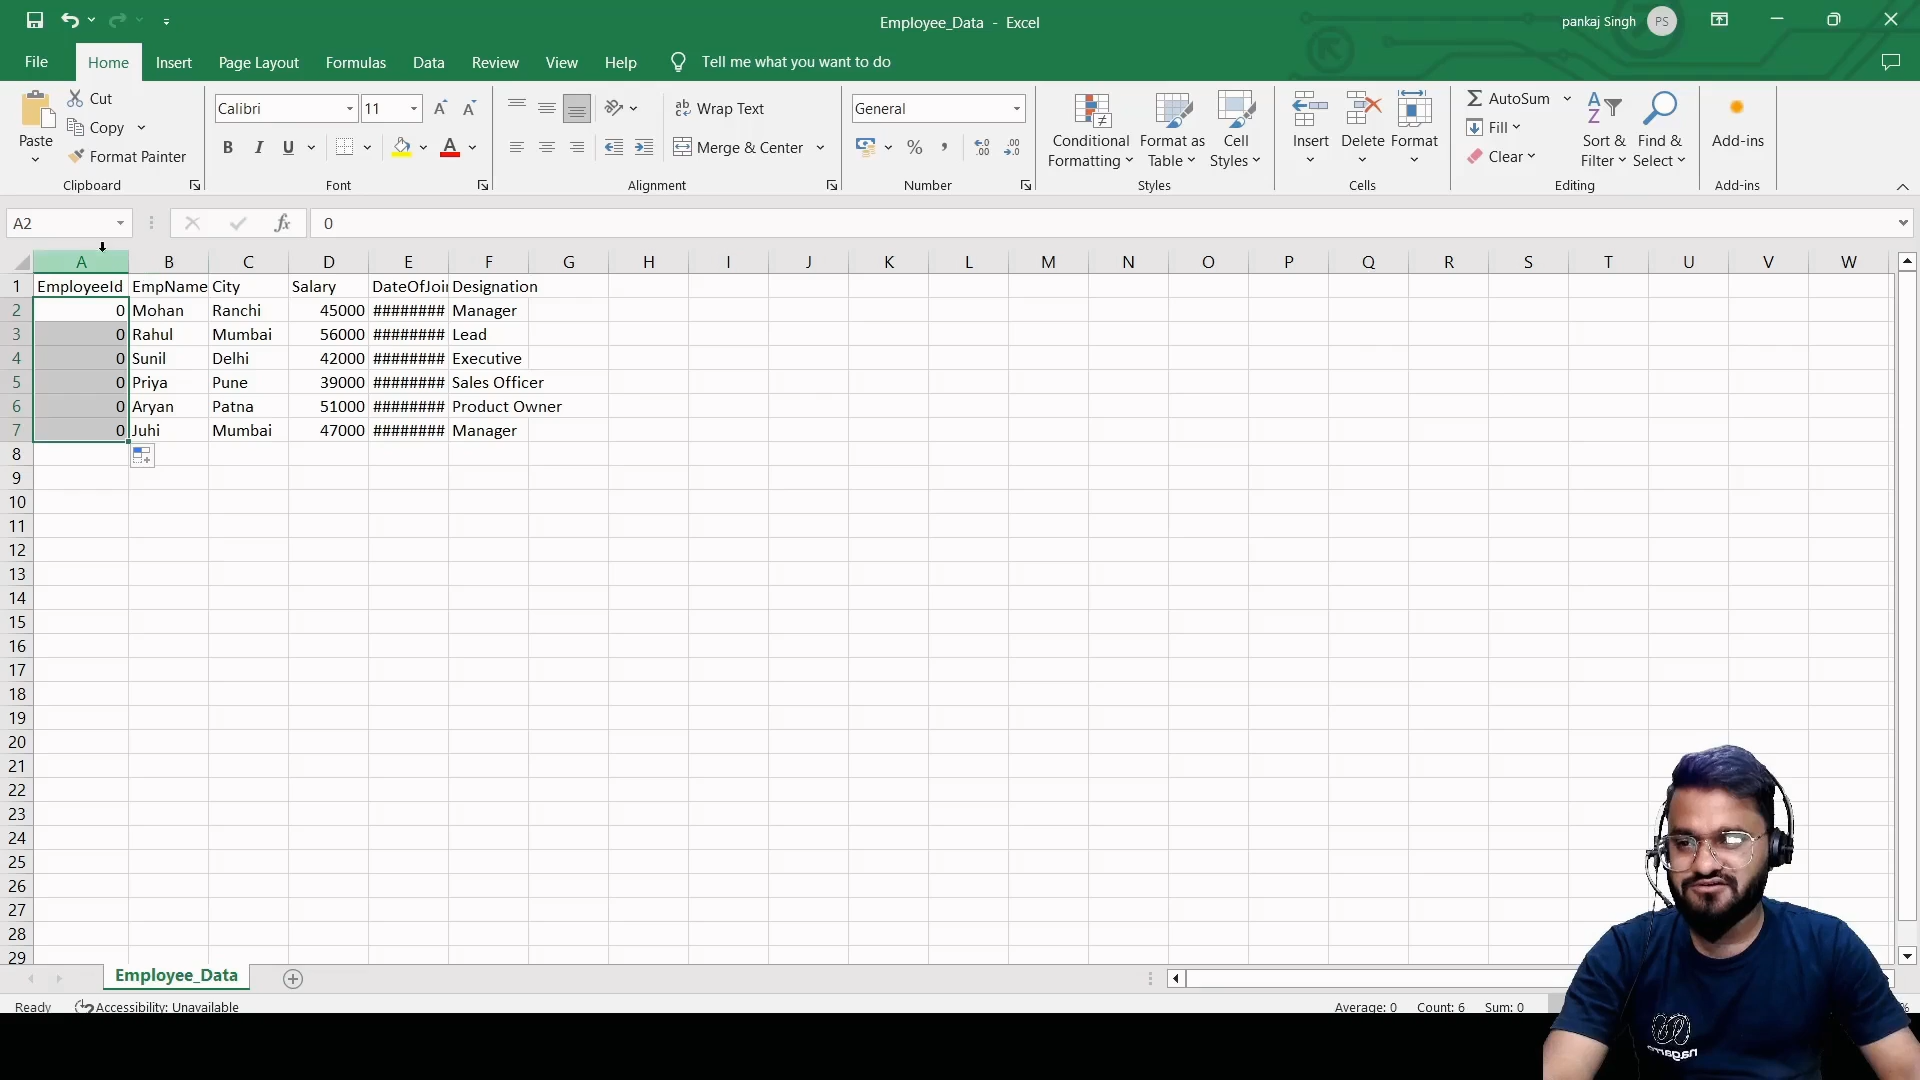 Employee_Data - Excel
pankaj Singh PS
File Home Insert Page Layout Formulas Data Review View Help Tell me what you want to do
Paste
Cut
Copy
Format Painter
Clipboard
Calibri 11
B I U
Font
Wrap Text
Merge & Center
Alignment
General
Number
Conditional Formatting
Format as Table
Cell Styles
Styles
Insert Delete Format
Cells
AutoSum
Fill
Clear
Sort & Filter
Find & Select
Editing
Add-ins
Add-ins
A2 fx 0
A B C D E F G H I J K L M N O P Q R S T U V W
1 EmployeeId EmpName City Salary DateOfJoin Designation
2 0 Mohan Ranchi 45000 ######## Manager
3 0 Rahul Mumbai 56000 ######## Lead
4 0 Sunil Delhi 42000 ######## Executive
5 0 Priya Pune 39000 ######## Sales Officer
6 0 Aryan Patna 51000 ######## Product Owner
7 0 Juhi Mumbai 47000 ######## Manager
8
9
10
11
12
13
14
15
16
17
18
19
20
21
22
23
24
25
26
27
28
29
Employee_Data
Ready Accessibility: Unavailable Average: 0 Count: 6 Sum: 0 %